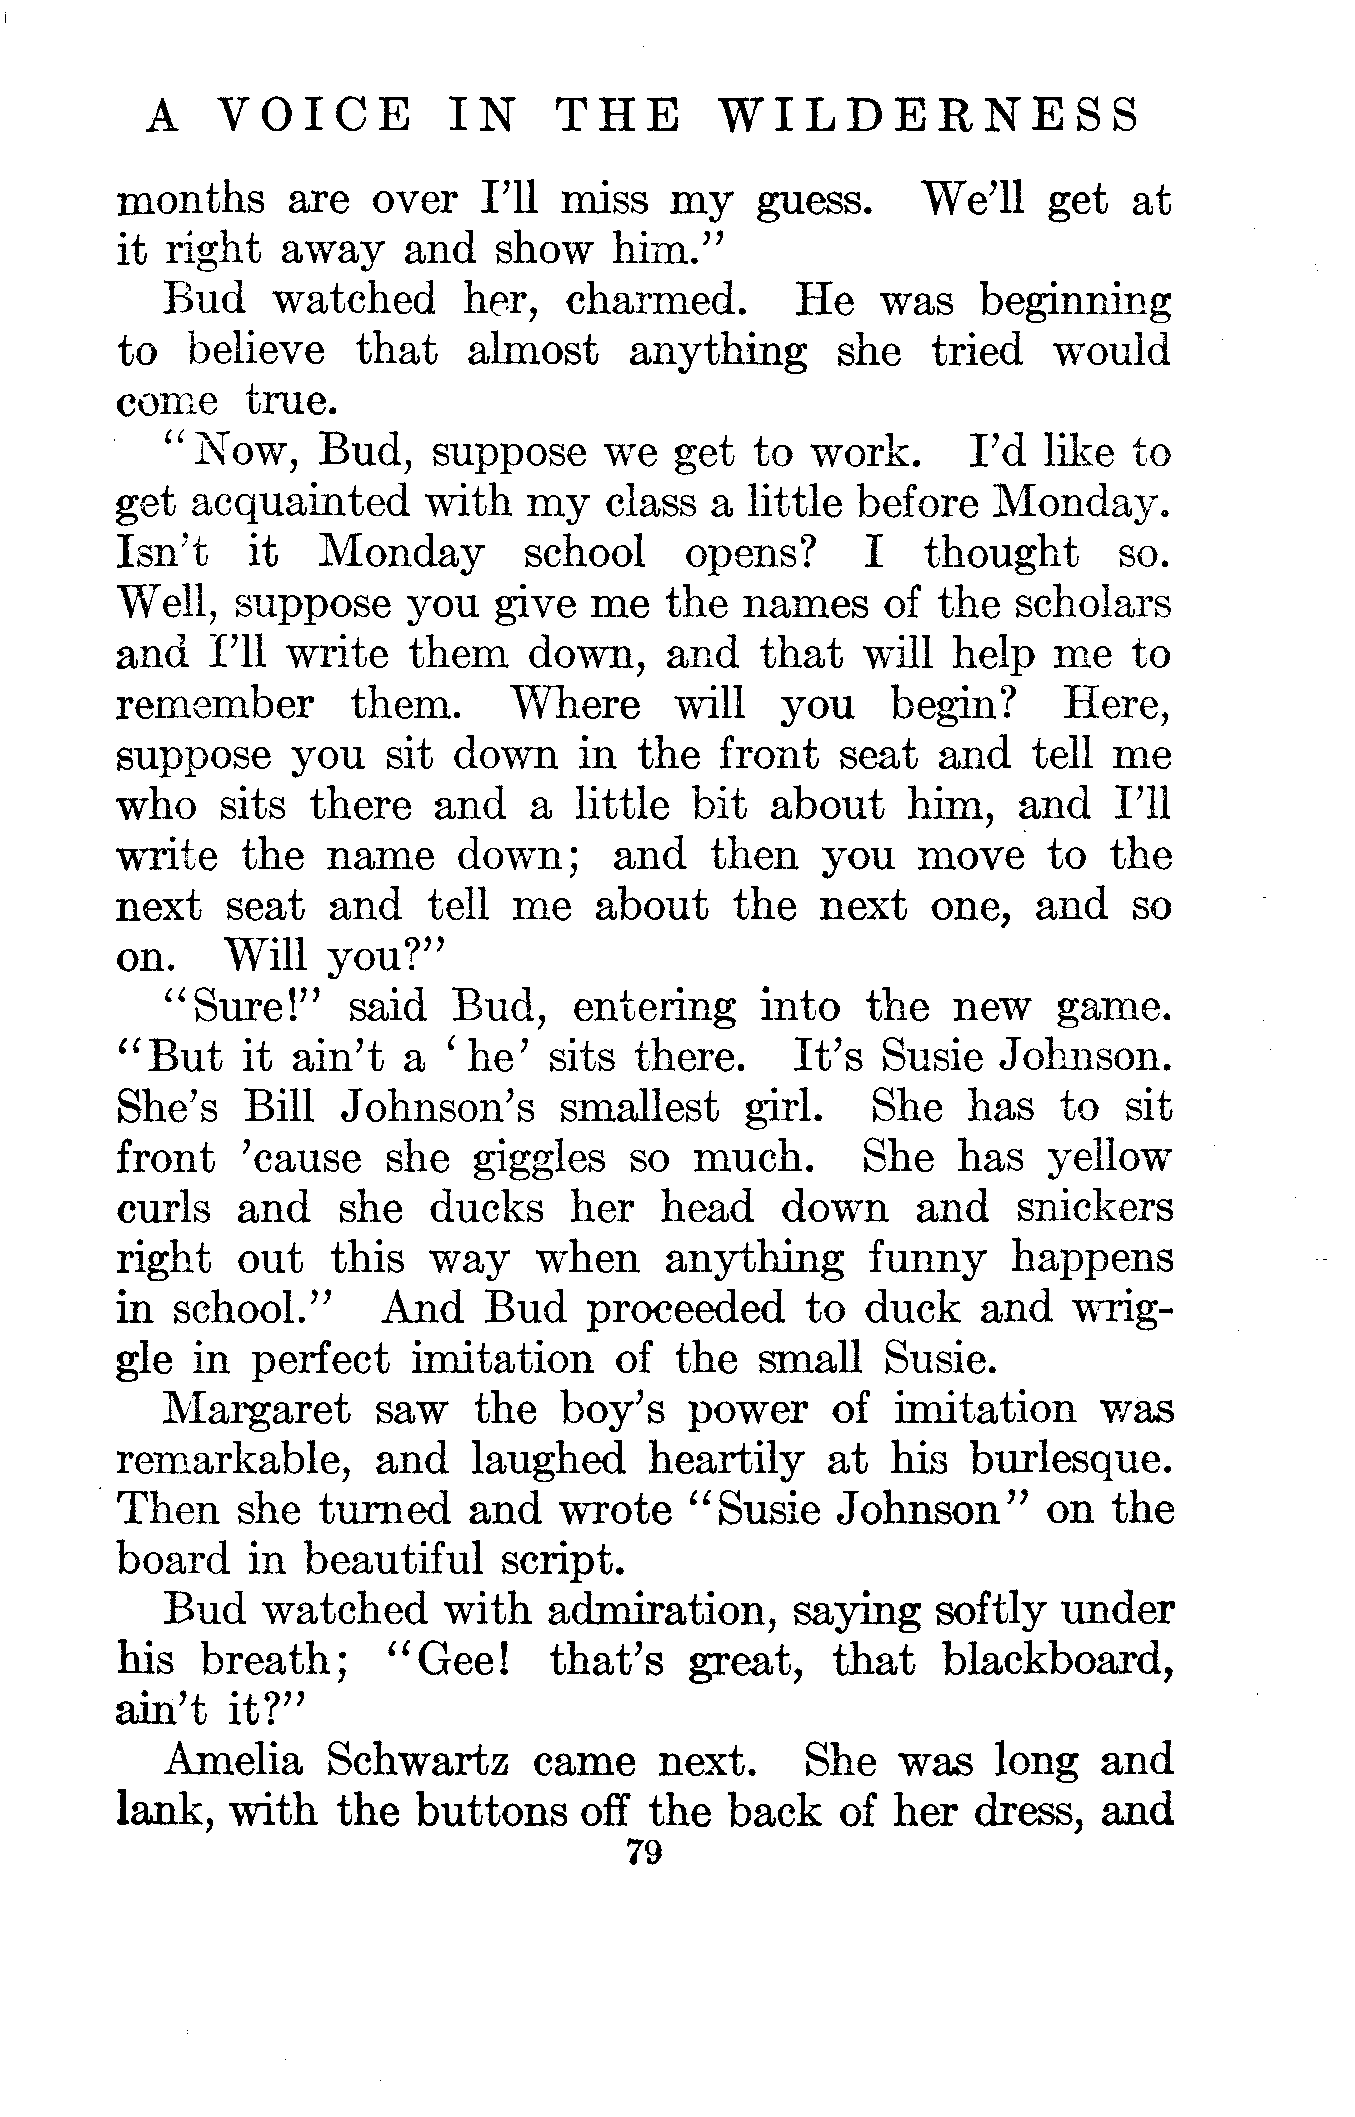 A VOICE IN THE WILDERNESS
months are over I'll miss my guess. We'll get at
it right away and show him."
Bud watched her, charmed. He was beginning
to believe that almost anything she tried would
come true.
"Now, Bud, suppose we get to work. I'd like to
get acquainted with my class a little before Monday.
Isn't it Monday school opens? I thought so.
Well, suppose you give me the names of the scholars
and I'll write them down, and that will help me to
remember them. Where will you begin? Here,
suppose you sit down in the front seat and tell me
who sits there and a little bit about him, and I'll
write the name down; and then you move to the
next seat and tell me about the next one, and so
on. Will you?"
"Sure!" said Bud, entering into the new game.
"But it ain't a 'he' sits there. It's Susie Johnson.
She's Bill Johnson's smallest girl. She has to sit
front 'cause she giggles so much. She has yellow
curls and she ducks her head down and snickers
right out this way when anything funny happens
in school." And Bud proceeded to duck and wrig-
gle in perfect imitation of the small Susie.
Margaret saw the boy's power of imitation was
remarkable, and laughed heartily at his burlesque.
Then she turned and wrote "Susie Johnson" on the
board in beautiful script.
Bud watched with admiration, saying softly under
his breath; "Gee! that's great, that blackboard,
ain't it?"
Amelia Schwartz came next. She was long and
lank, with the buttons off the back of her dress, and
79